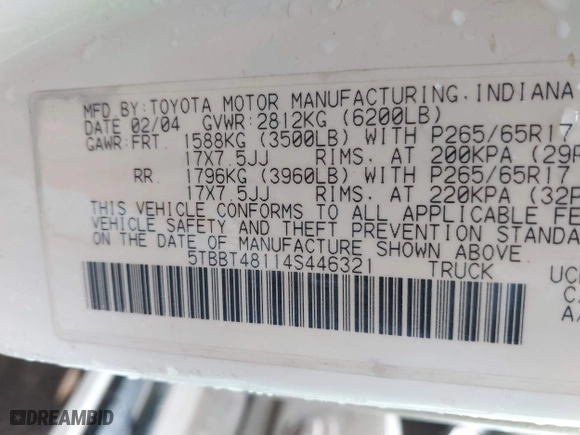 MFD.BY:TOYOTA MOTOR MANUFACTURING.INDIANA
DATE 02/04 GVWR:2812KG (6200LB)
GAWR:FRT. 1588KG (3500LB) WITH P265/65R17
17X7.5JJ RIMS. AT 200KPA (29P
RR. 1796KG (3960LB) WITH P265/65R17
17X7.5JJ RIMS. AT 220KPA (32P
THIS VEHICLE CONFORMS TO ALL APPLICABLE FE
VEHICLE SAFETY AND THEFT PREVENTION STANDA
ON THE DATE OF MANUFACTURE SHOWN ABOVE.
5TBBT48114S446321 TRUCK UC
C/
A/
DREAMBID